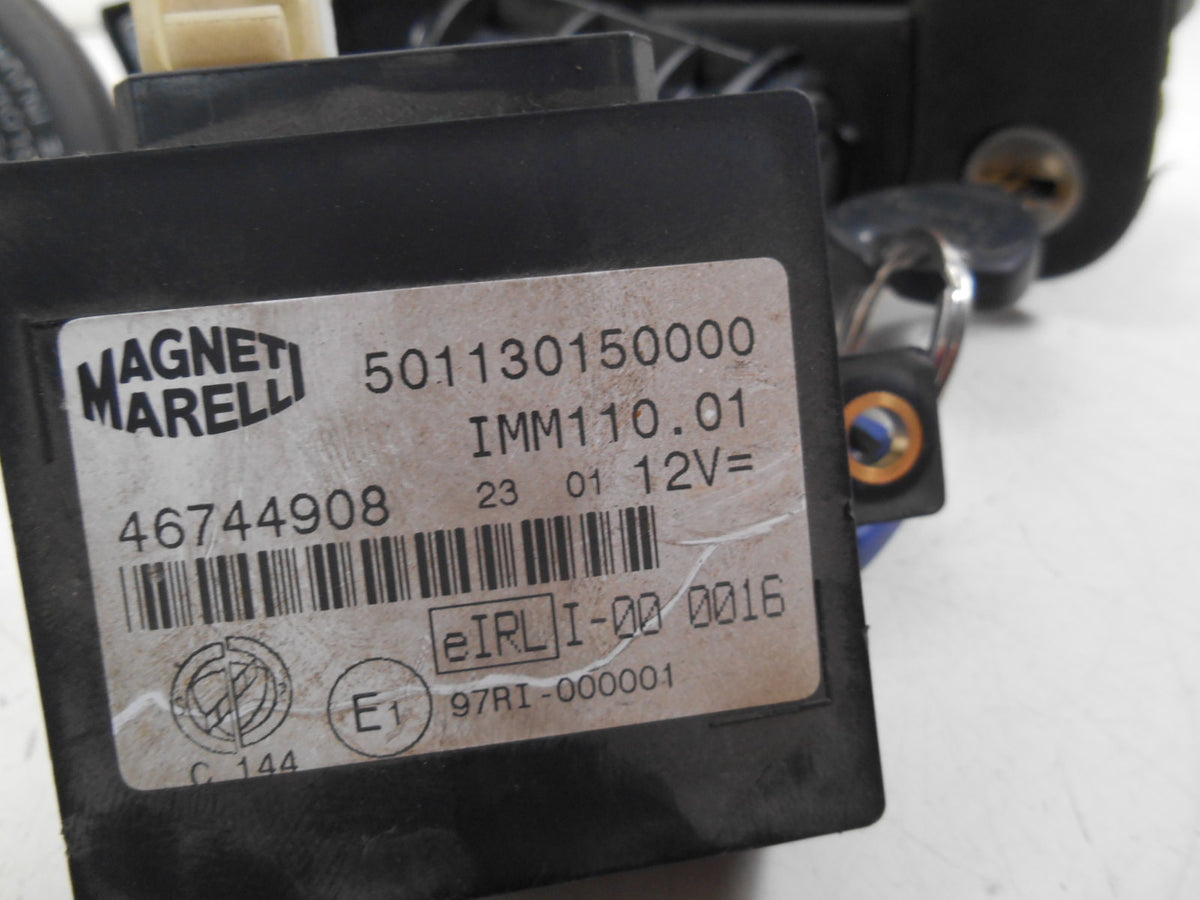 MAGNETI
MARELLI
501130150000
IMM110.01
46744908
23 01 12V=
eIRL I-00 0016
E1 97RI-000001
C 144